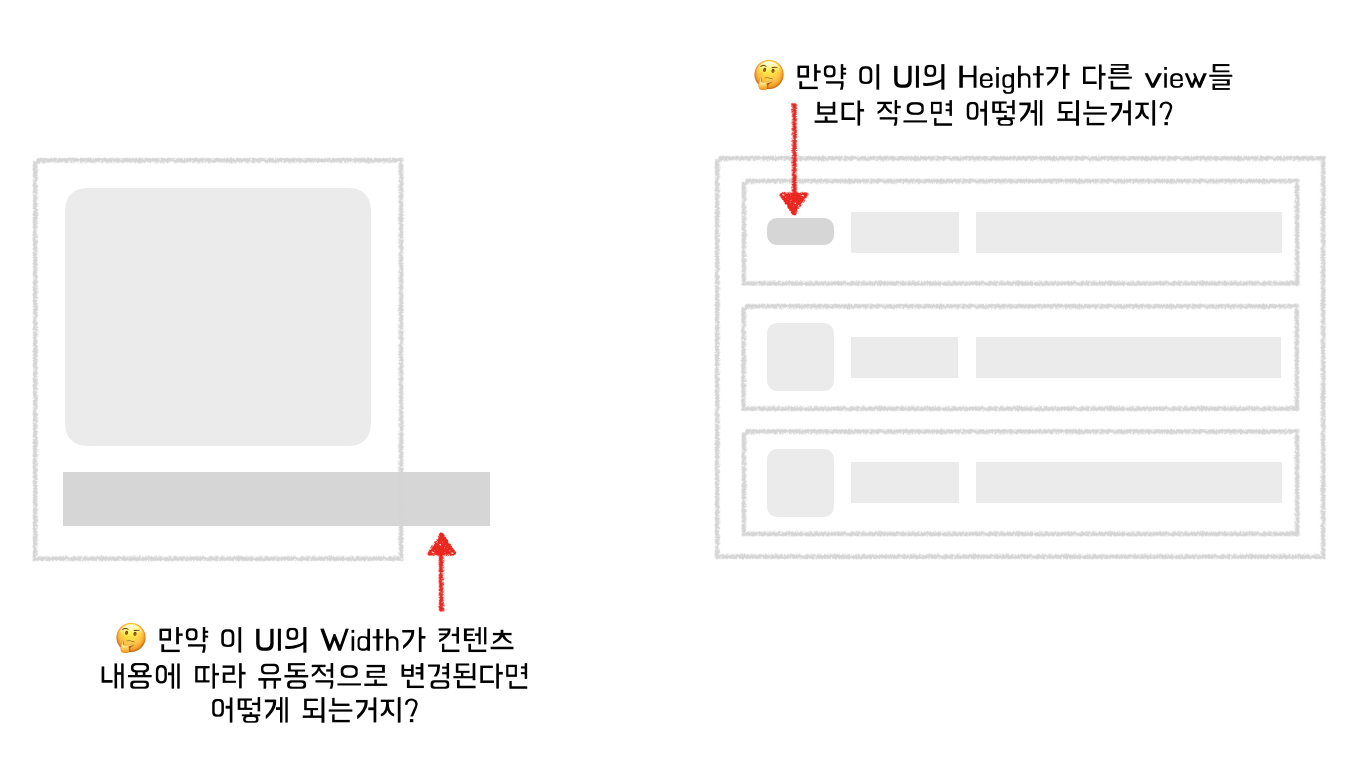 🤔 만약 이 UI의 Height가 다른 view들
보다 작으면 어떻게 되는거지?
🤔 만약 이 UI의 Width가 컨텐츠
내용에 따라 유동적으로 변경된다면
어떻게 되는거지?